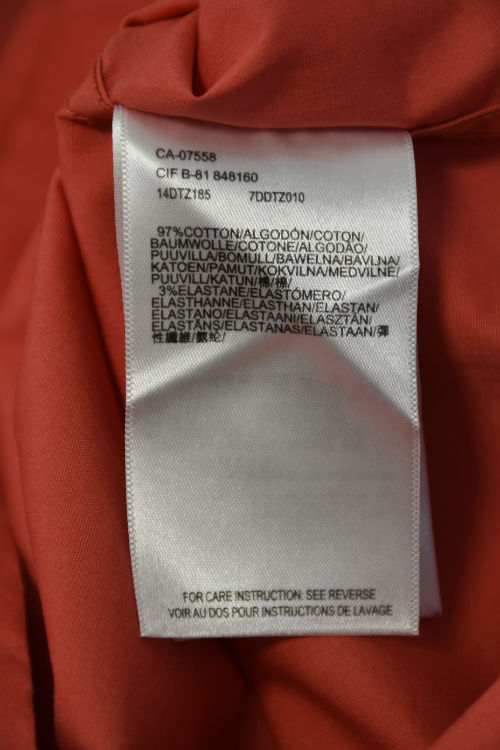 CA-07558
CIF B-81 848160
14DTZ185 7DDTZ010
97%COTTON/ALGODÓN/COTON/
BAUMWOLLE/COTONE/ALGODÃO/
PUUVILLA/BOMULL/BAWEŁNA/BAVLNA/
KATOEN/PAMUT/KOKVILNA/MEDVILNĖ/
PUUVILL/KATUN/棉/棉/
3%ELASTANE/ELASTÓMERO/
ELASTHANNE/ELASTHAN/ELASTAN/
ELASTANO/ELASTAANI/ELASZTÁN/
ELASTĀNS/ELASTANAS/ELASTAAN/彈
性纖維/氨纶/
FOR CARE INSTRUCTION: SEE REVERSE
VOIR AU DOS POUR INSTRUCTIONS DE LAVAGE